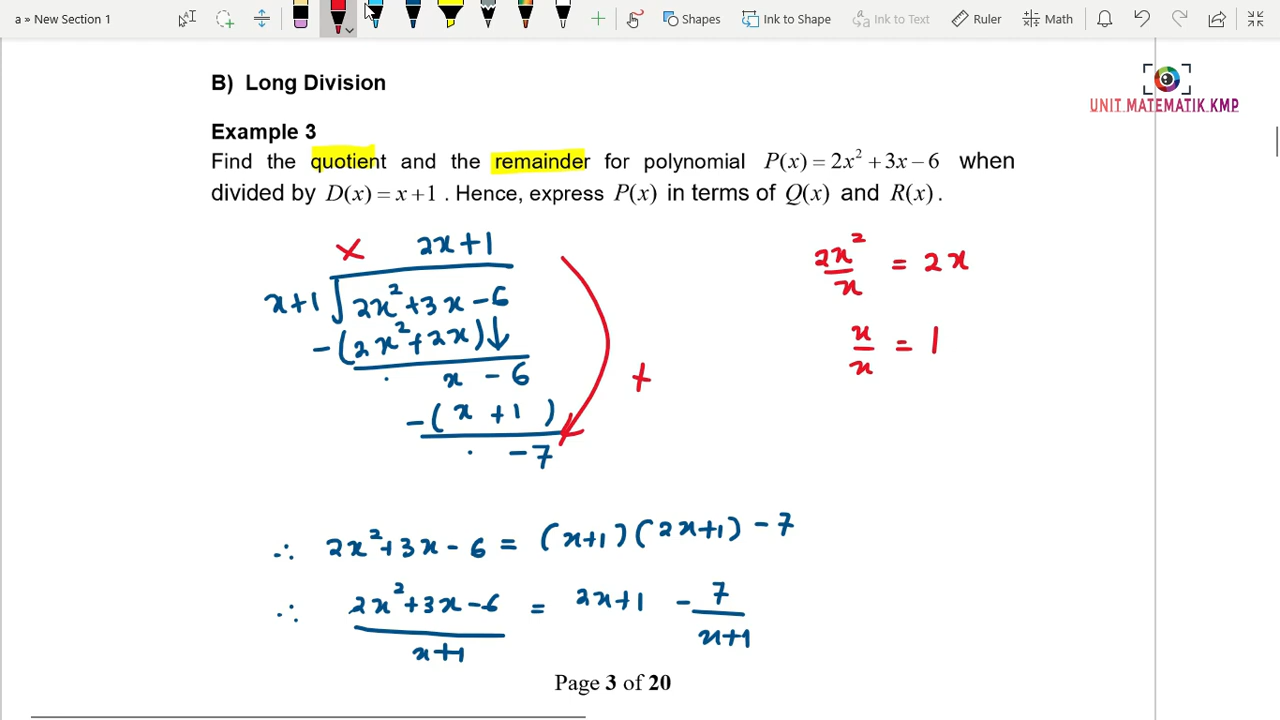 a » New Section 1
Shapes
Ink to Shape
Ink to Text
Ruler
Math
UNIT MATEMATIK.KMP
B) Long Division
Example 3
Find the quotient and the remainder for polynomial P(x) = 2x² + 3x − 6 when
divided by D(x) = x + 1 . Hence, express P(x) in terms of Q(x) and R(x).
× 2x+1
x+1 √ 2x²+3x−6
−(2x²+2x)↓
x − 6
−(x +1 )
−7
+
2x²/x = 2x
x/x = 1
∴ 2x²+3x−6 = (x+1)(2x+1) − 7
∴ 2x²+3x−6/x+1 = 2x+1 − 7/x+1
Page 3 of 20